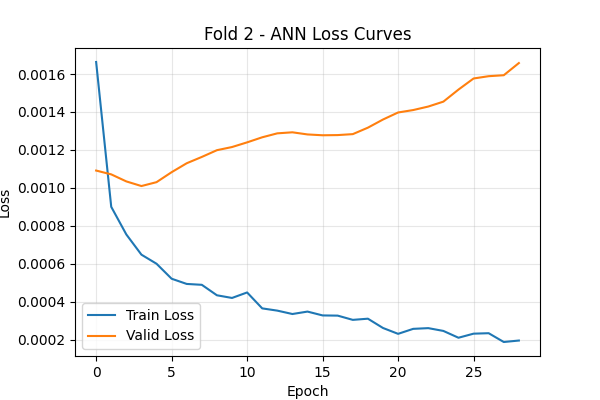 Fold 2 - ANN Loss Curves
0.0016
0.0014
0.0012
0.0010
0.0008
0.0006
0.0004
0.0002
Loss
Train Loss
Valid Loss
0 5 10 15 20 25
Epoch